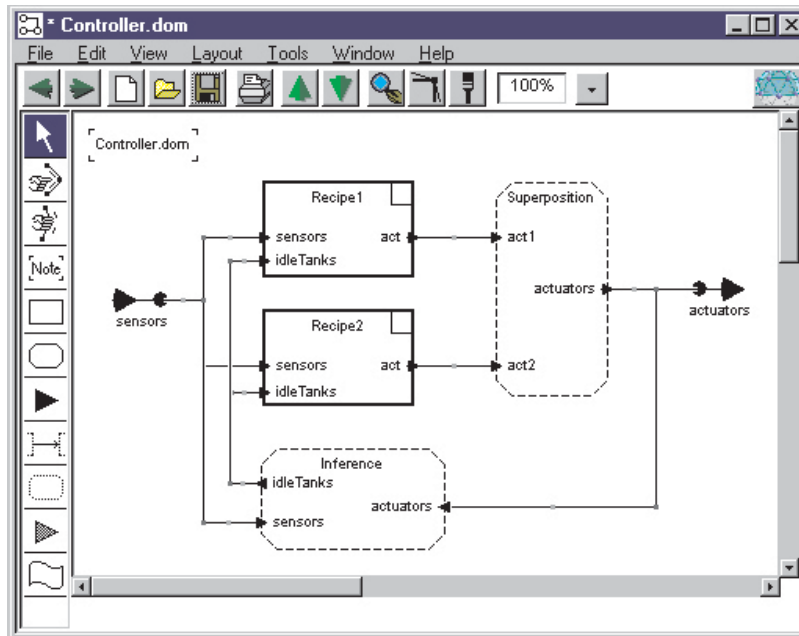 * Controller.dom
File Edit View Layout Tools Window Help
100%
Controller.dom
Note
Recipe1
sensors act
idleTanks
Superposition
act1
actuators
act2
sensors
actuators
Recipe2
sensors act
idleTanks
Inference
idleTanks
actuators
sensors